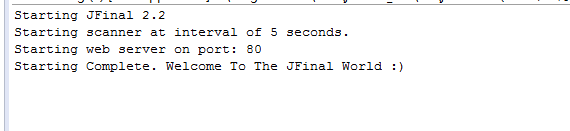 Starting JFinal 2.2
Starting scanner at interval of 5 seconds.
Starting web server on port: 80
Starting Complete. Welcome To The JFinal World :)